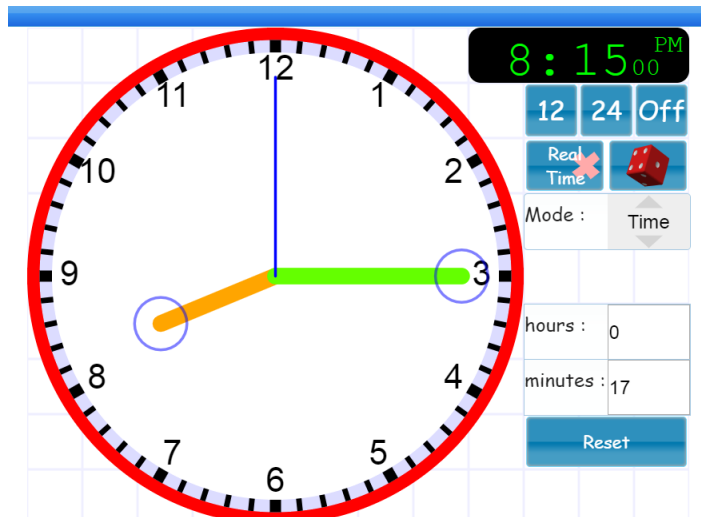 8:15 00 PM
12 24 Off
Real
Time
Mode :
Time
hours : 0
minutes : 17
Reset
12
11
1
10
2
9
3
8
4
7
5
6